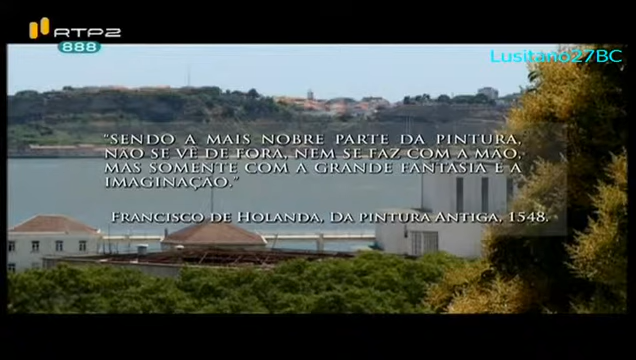 RTP2
888
Lusitano27BC
"SENDO A MAIS NOBRE PARTE DA PINTURA,
NÃO SE VÊ DE FORA, NEM SE FAZ COM A MÃO,
MAS SOMENTE COM A GRANDE FANTASIA E A
IMAGINAÇÃO."
FRANCISCO DE HOLANDA, DA PINTURA ANTIGA, 1548.